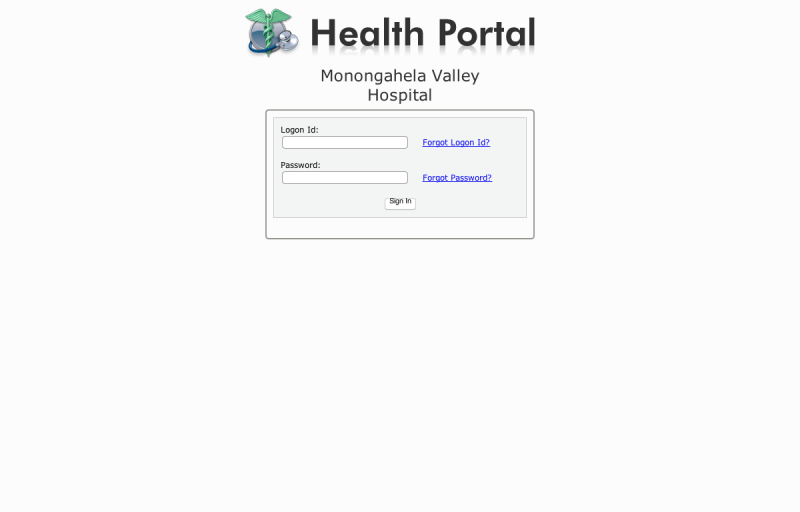 Health Portal
Monongahela Valley
Hospital
Logon Id:
Forgot Logon Id?
Password:
Forgot Password?
Sign In